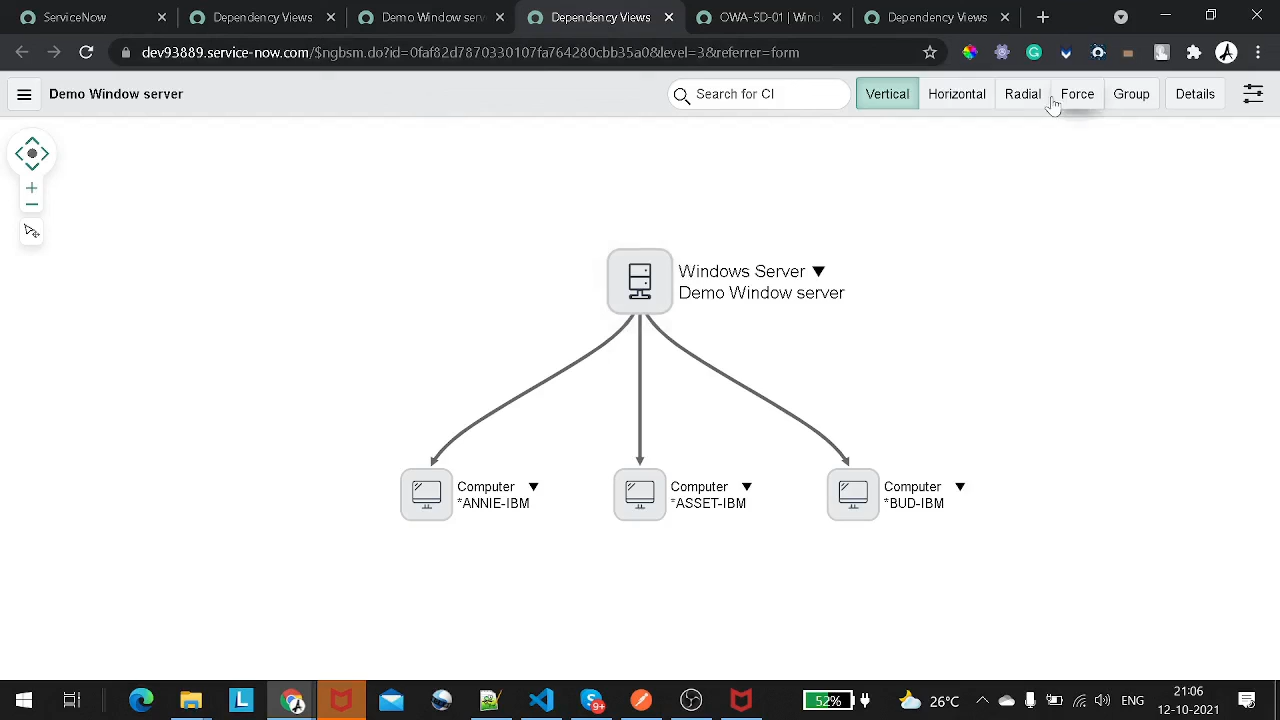 ServiceNow
Dependency Views
Demo Window serv
Dependency Views
OWA-SD-01 | Wind
Dependency Views
dev93889.service-now.com/$ngbsm.do?id=0faf82d78707330107fa764280cbb35a0&level=3&referrer=form
Demo Window server
Search for CI
Vertical
Horizontal
Radial
Force
Group
Details
Windows Server
Demo Window server
Computer
*ANNIE-IBM
Computer
*ASSET-IBM
Computer
*BUD-IBM
L
9+
52%
26°C
ENG
21:06
12-10-2021